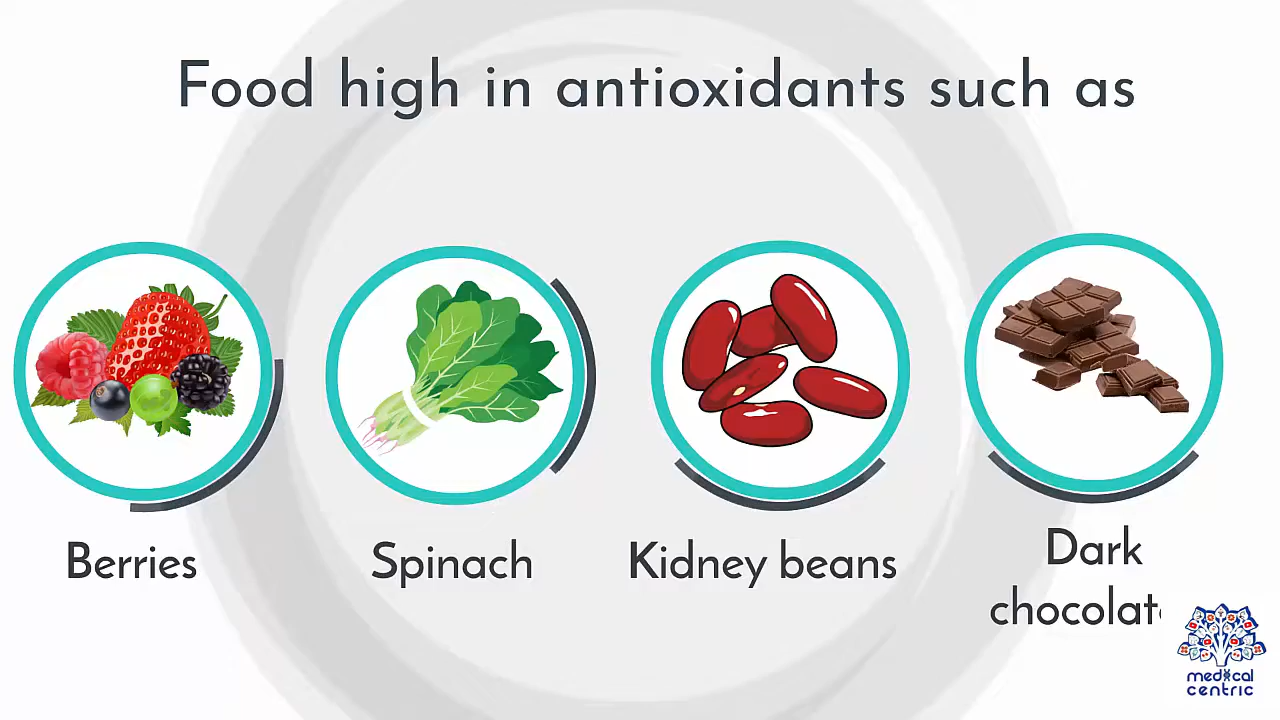 Food high in antioxidants such as
Berries
Spinach
Kidney beans
Dark
chocolat
medical
centric